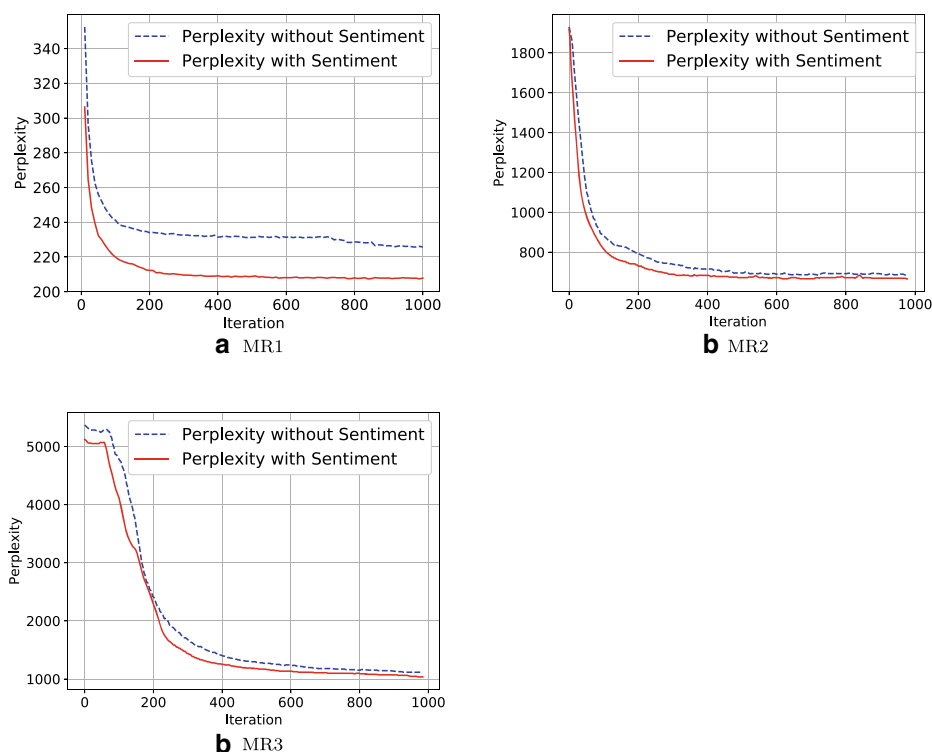 340
320
300
280
260
240
220
200
Perplexity
Perplexity without Sentiment
Perplexity with Sentiment
0 200 400 600 800 1000
Iteration
a MR1
1800
1600
1400
1200
1000
800
Perplexity
Perplexity without Sentiment
Perplexity with Sentiment
0 200 400 600 800 1000
Iteration
b MR2
5000
4000
3000
2000
1000
Perplexity
Perplexity without Sentiment
Perplexity with Sentiment
0 200 400 600 800 1000
Iteration
b MR3